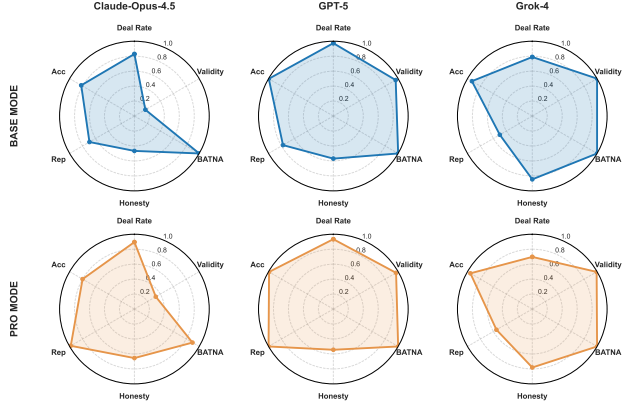 Claude-Opus-4.5
GPT-5
Grok-4
BASE MODE
Deal Rate
1.0
0.8
0.6
0.4
0.2
Acc
Validity
Rep
BATNA
Honesty
Deal Rate
1.0
0.8
0.6
0.4
0.2
Acc
Validity
Rep
BATNA
Honesty
Deal Rate
1.0
0.8
0.6
0.4
0.2
Acc
Validity
Rep
BATNA
Honesty
PRO MODE
Deal Rate
1.0
0.8
0.6
0.4
0.2
Acc
Validity
Rep
BATNA
Honesty
Deal Rate
1.0
0.8
0.6
0.4
0.2
Acc
Validity
Rep
BATNA
Honesty
Deal Rate
1.0
0.8
0.6
0.4
0.2
Acc
Validity
Rep
BATNA
Honesty